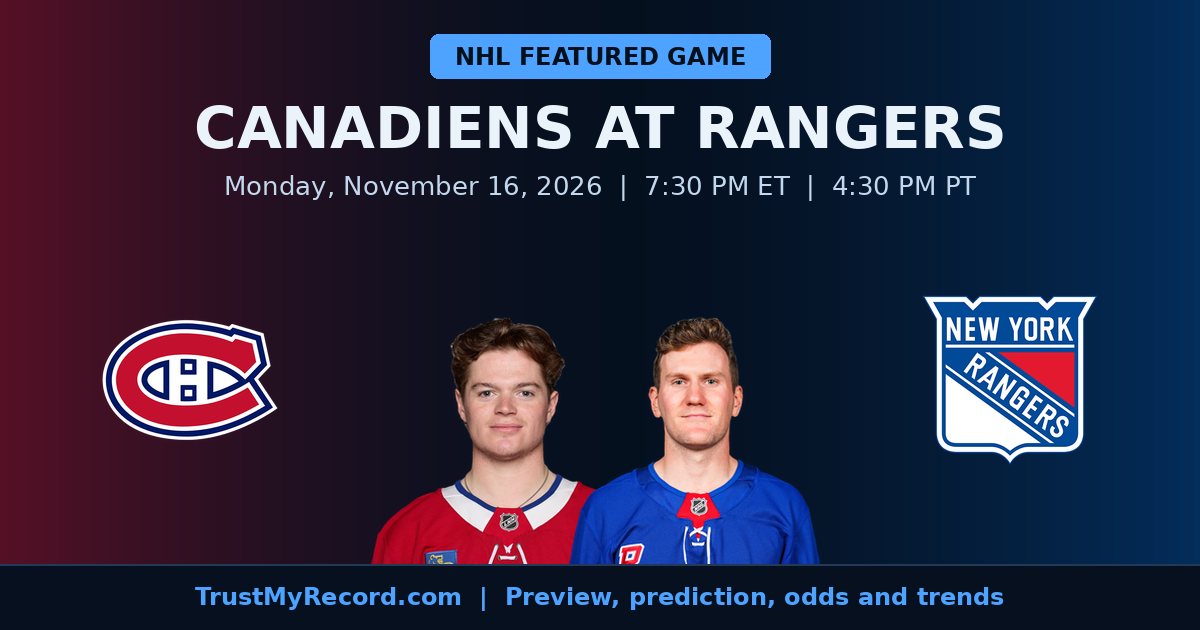 NHL FEATURED GAME
CANADIENS AT RANGERS
Monday, November 16, 2026 | 7:30 PM ET | 4:30 PM PT
NEW YORK
RANGERS
TrustMyRecord.com | Preview, prediction, odds and trends